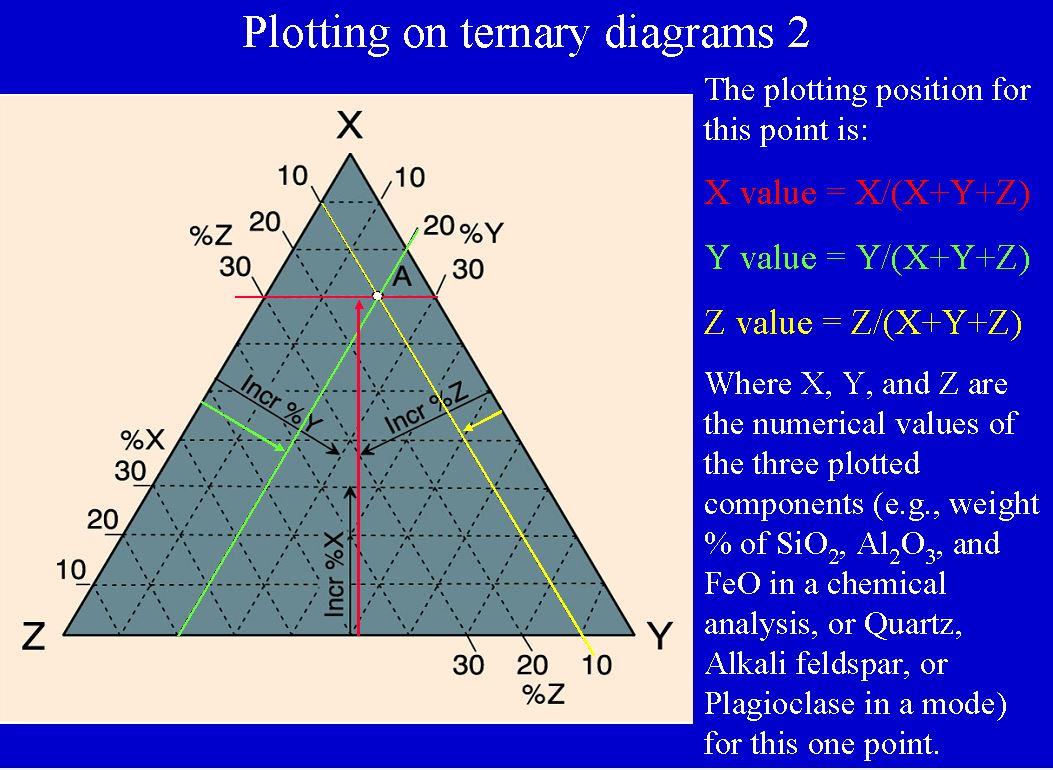 Plotting on ternary diagrams 2
The plotting position for
this point is:
X value = X/(X+Y+Z)
Y value = Y/(X+Y+Z)
Z value = Z/(X+Y+Z)
Where X, Y, and Z are
the numerical values of
the three plotted
components (e.g., weight
% of SiO2, Al2O3, and
FeO in a chemical
analysis, or Quartz,
Alkali feldspar, or
Plagioclase in a mode)
for this one point.
X
10
10
20
20
%Y
%Z
30
30
A
Incr %Y
Incr %Z
%X
30
20
Incr %X
10
Z
Y
30
20
10
%Z